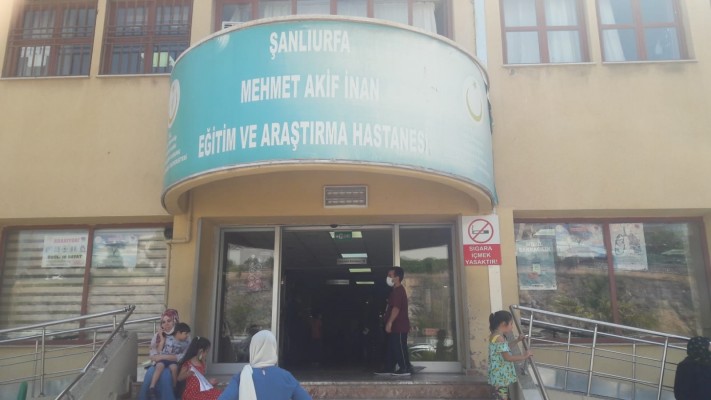 ŞANLIURFA
MEHMET AKİF İNAN
EĞİTİM VE ARAŞTIRMA HASTANESİ
SİGARA
İÇMEK
YASAKTIR!